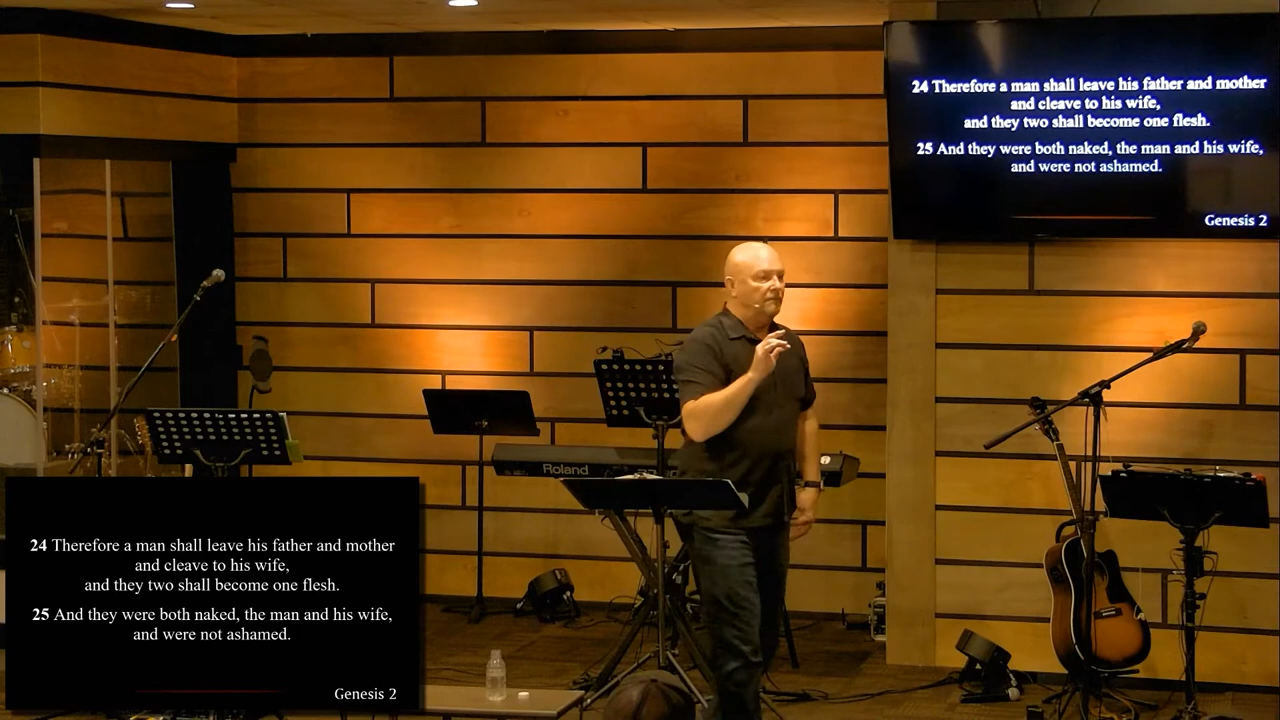 24 Therefore a man shall leave his father and mother
and cleave to his wife,
and they two shall become one flesh.
25 And they were both naked, the man and his wife,
and were not ashamed.
Genesis 2
Roland
24 Therefore a man shall leave his father and mother
and cleave to his wife,
and they two shall become one flesh.
25 And they were both naked, the man and his wife,
and were not ashamed.
Genesis 2